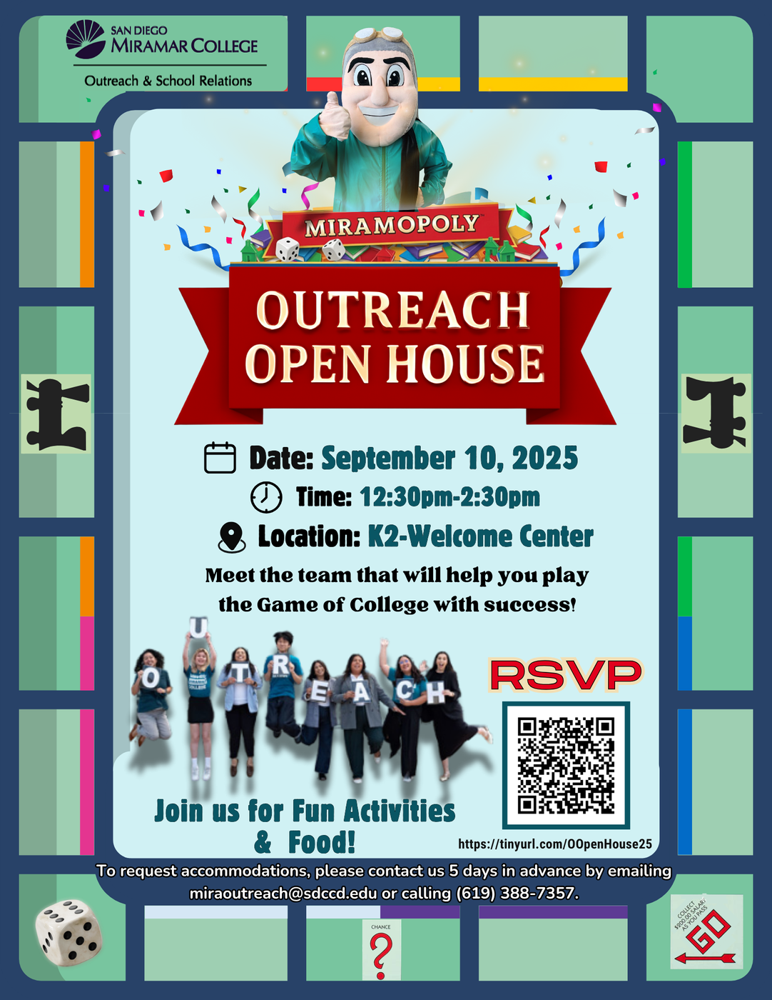 SAN DIEGO
MIRAMAR COLLEGE
Outreach & School Relations
MIRAMOPOLY™
OUTREACH
OPEN HOUSE
Date: September 10, 2025
Time: 12:30pm-2:30pm
Location: K2-Welcome Center
Meet the team that will help you play
the Game of College with success!
O U T R E A C H
RSVP
Join us for Fun Activities
& Food!
https://tinyurl.com/OOpenHouse25
To request accommodations, please contact us 5 days in advance by emailing
miraoutreach@sdccd.edu or calling (619) 388-7357.
CHANCE
?
COLLECT
$200.00 SALARY
AS YOU PASS
GO